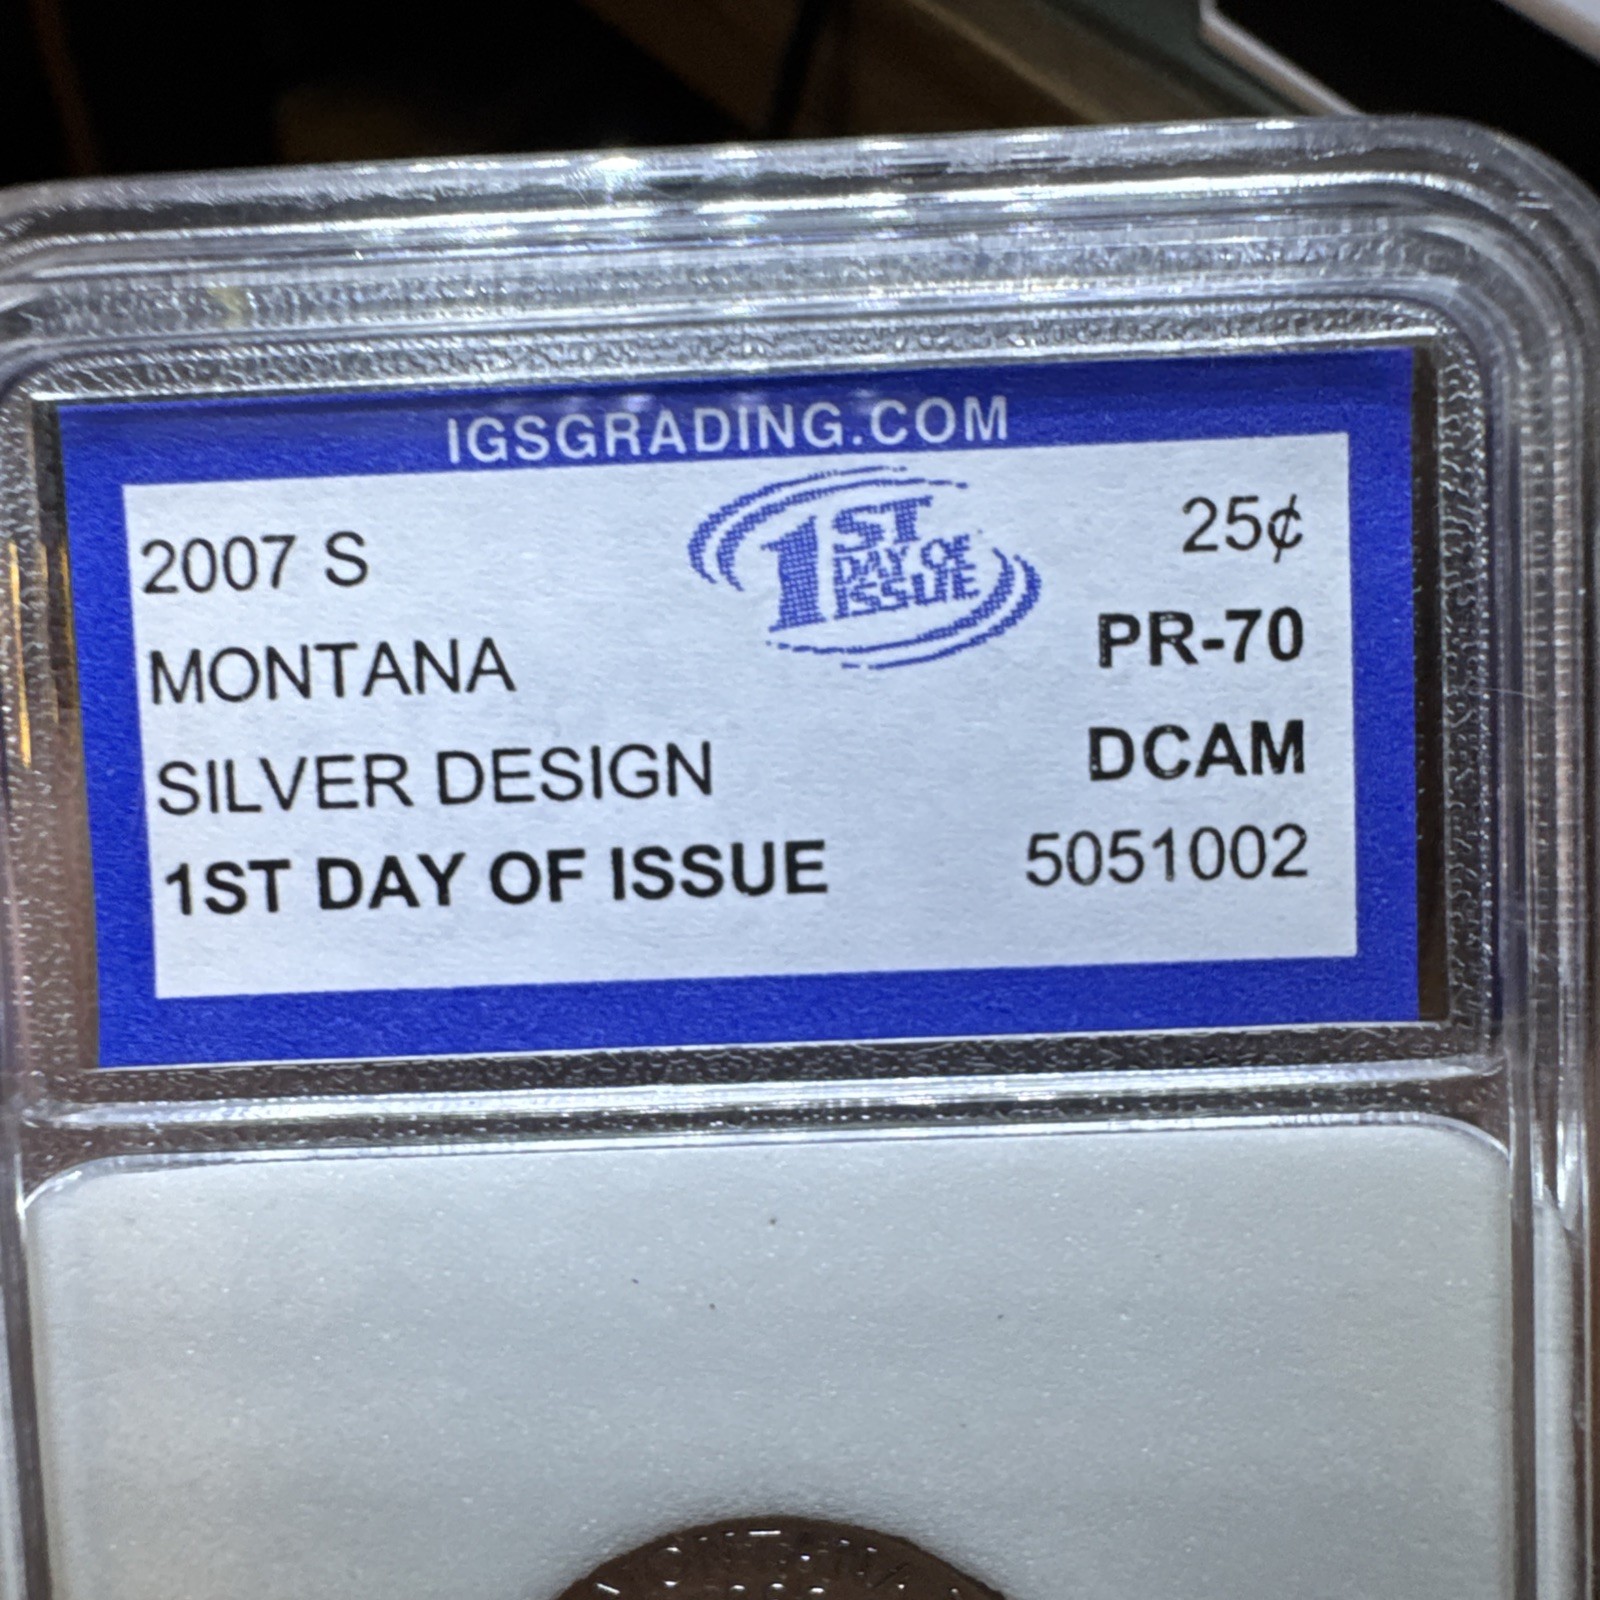 IGSGRADING.COM
2007 S
MONTANA
SILVER DESIGN
1ST DAY OF ISSUE
1ST
DAY OF
ISSUE
25¢
PR-70
DCAM
5051002
MONTANA